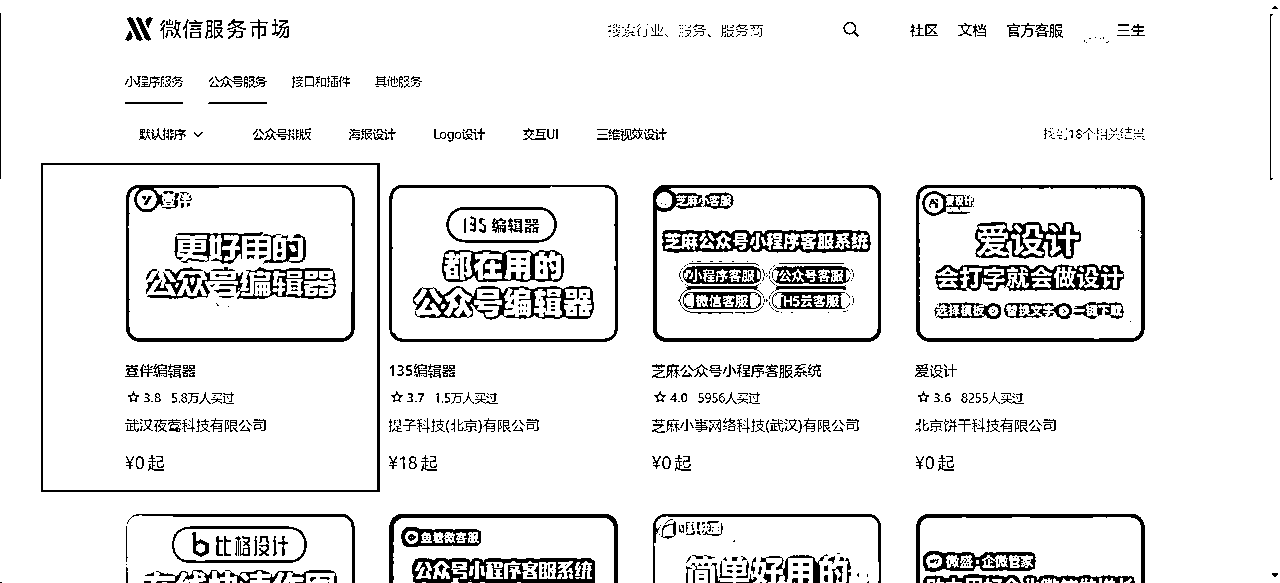 微信服务市场
搜索行业、服务、服务商
社区 文档 官方客服 三生
小程序服务 公众号服务 接口和插件 其他服务
默认排序 公众号排版 海报设计 Logo设计 交互UI 三维视效设计 找到18个相关结果
壹伴
更好用的
公众号编辑器
壹伴编辑器
3.8 5.8万人买过
武汉夜莺科技有限公司
¥0 起
135 编辑器
都在用的
公众号编辑器
135编辑器
3.7 1.5万人买过
提子科技(北京)有限公司
¥18 起
芝麻小客服
芝麻公众号小程序客服系统
小程序客服 公众号客服
微信客服 H5云客服
芝麻公众号小程序客服系统
4.0 5956人买过
芝麻小事网络科技(武汉)有限公司
¥0 起
爱设计
爱设计
会打字就会做设计
选择模板 替换文字 一键下载
爱设计
3.6 8255人买过
北京饼干科技有限公司
¥0 起
比格设计
在线快速作图
鱼塘微客服
公众号小程序客服系统
简单好用的
微盛·企微管家